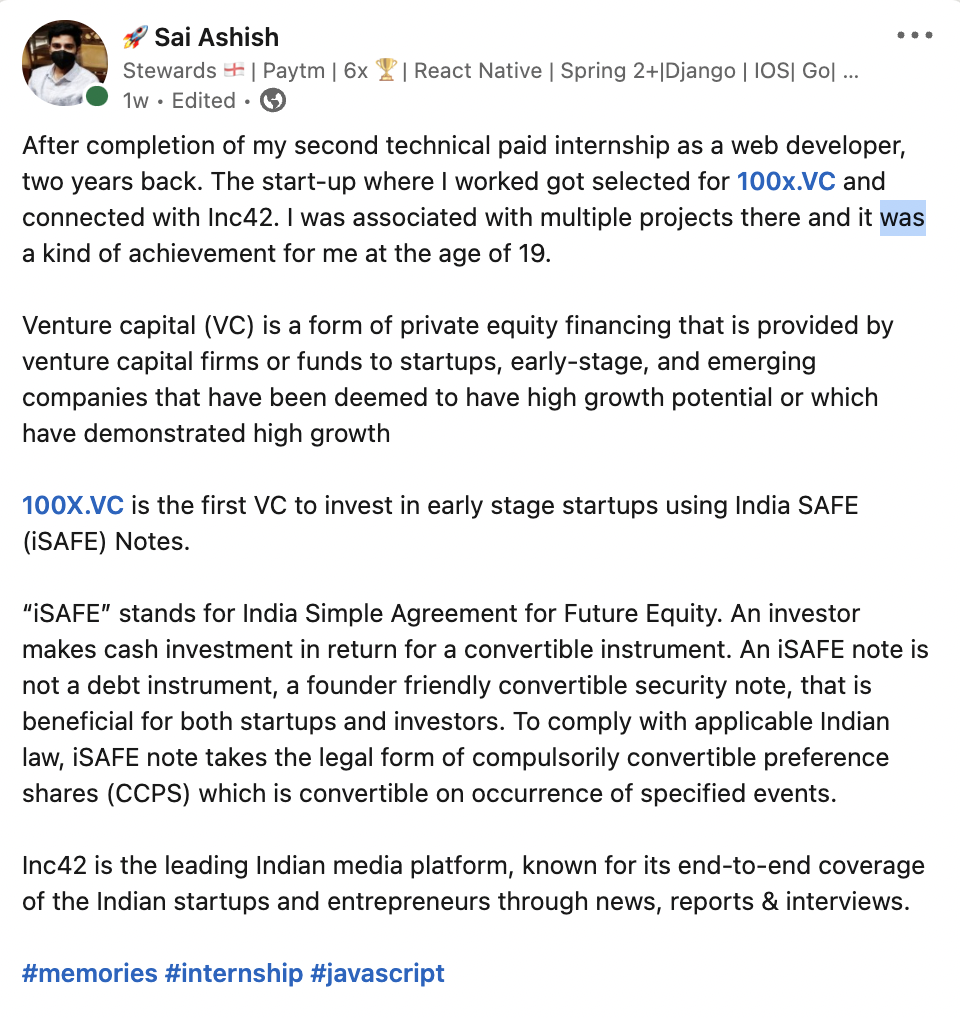 🚀 Sai Ashish
Stewards 🏴󠁧󠁢󠁥󠁮󠁧󠁿 | Paytm | 6x 🏆 | React Native | Spring 2+|Django | IOS| Go| ...
1w • Edited •
After completion of my second technical paid internship as a web developer,
two years back. The start-up where I worked got selected for 100x.VC and
connected with Inc42. I was associated with multiple projects there and it was
a kind of achievement for me at the age of 19.
Venture capital (VC) is a form of private equity financing that is provided by
venture capital firms or funds to startups, early-stage, and emerging
companies that have been deemed to have high growth potential or which
have demonstrated high growth
100X.VC is the first VC to invest in early stage startups using India SAFE
(iSAFE) Notes.
“iSAFE” stands for India Simple Agreement for Future Equity. An investor
makes cash investment in return for a convertible instrument. An iSAFE note is
not a debt instrument, a founder friendly convertible security note, that is
beneficial for both startups and investors. To comply with applicable Indian
law, iSAFE note takes the legal form of compulsorily convertible preference
shares (CCPS) which is convertible on occurrence of specified events.
Inc42 is the leading Indian media platform, known for its end-to-end coverage
of the Indian startups and entrepreneurs through news, reports & interviews.
#memories #internship #javascript